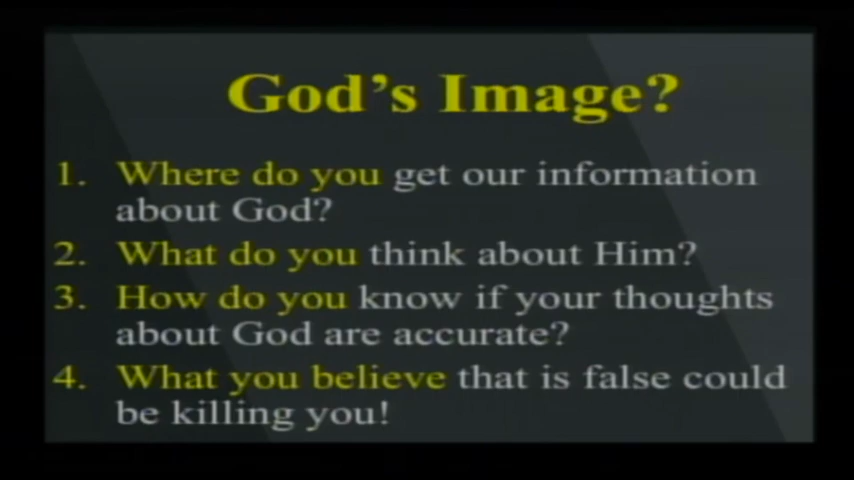 God's Image?
1. Where do you get our information
about God?
2. What do you think about Him?
3. How do you know if your thoughts
about God are accurate?
4. What you believe that is false could
be killing you!